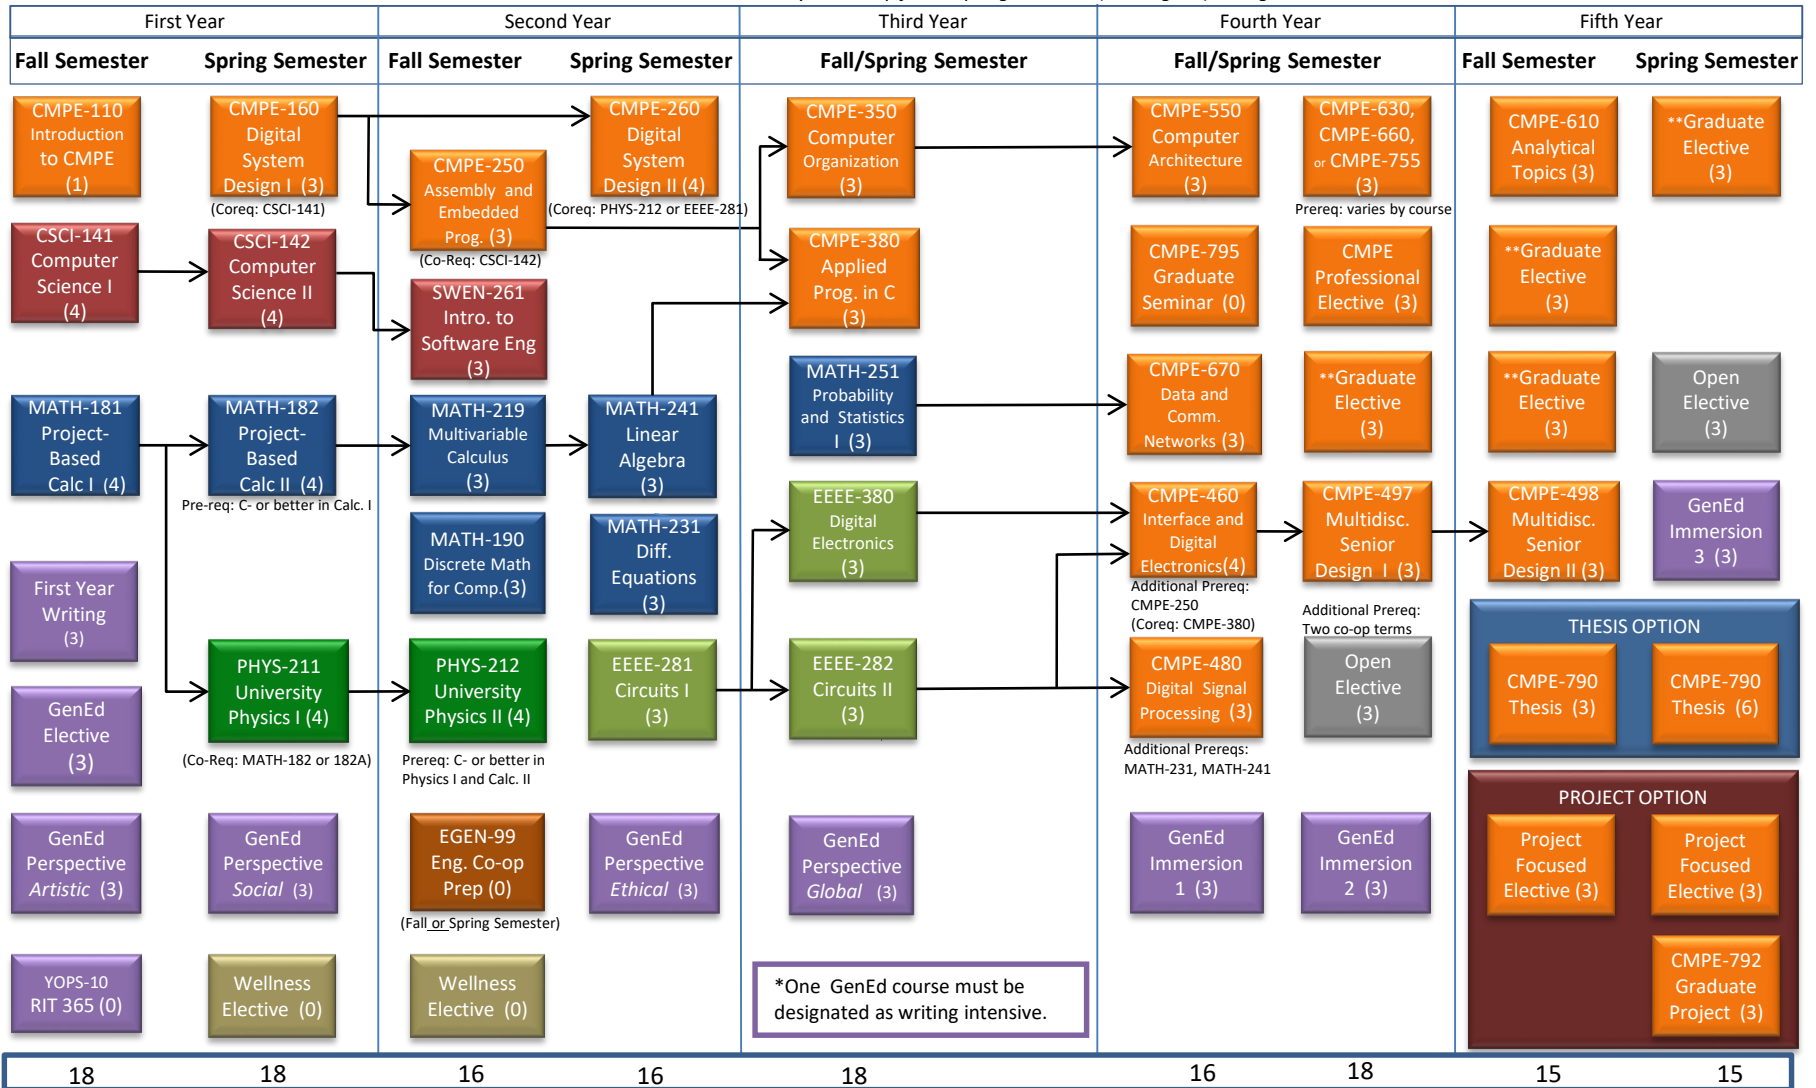 First Year
Second Year
Third Year
Fourth Year
Fifth Year
Fall Semester
Spring Semester
Fall Semester
Spring Semester
Fall/Spring Semester
Fall/Spring Semester
Fall Semester
Spring Semester
CMPE-110
Introduction
to CMPE
(1)
CMPE-160
Digital
System
Design I (3)
(Coreq: CSCI-141)
CMPE-250
Assembly and
Embedded
Prog. (3)
(Co-Req: CSCI-142)
CMPE-260
Digital
System
Design II (4)
(Coreq: PHYS-212 or EEEE-281)
CMPE-350
Computer
Organization
(3)
CMPE-550
Computer
Architecture
(3)
CMPE-630,
CMPE-660,
or CMPE-755
(3)
Prereq: varies by course
CMPE-610
Analytical
Topics (3)
**Graduate
Elective
(3)
CSCI-141
Computer
Science I
(4)
CSCI-142
Computer
Science II
(4)
SWEN-261
Intro. to
Software Eng
(3)
CMPE-380
Applied
Prog. in C
(3)
CMPE-795
Graduate
Seminar (0)
CMPE
Professional
Elective (3)
**Graduate
Elective
(3)
MATH-181
Project-
Based
Calc I (4)
MATH-182
Project-
Based
Calc II (4)
Pre-req: C- or better in Calc. I
MATH-219
Multivariable
Calculus
(3)
MATH-241
Linear
Algebra
(3)
MATH-251
Probability
and Statistics
I (3)
CMPE-670
Data and
Comm.
Networks (3)
**Graduate
Elective
(3)
**Graduate
Elective
(3)
Open
Elective
(3)
MATH-190
Discrete Math
for Comp.(3)
MATH-231
Diff.
Equations
(3)
EEEE-380
Digital
Electronics
(3)
CMPE-460
Interface and
Digital
Electronics(4)
Additional Prereq:
CMPE-250
(Coreq: CMPE-380)
CMPE-497
Multidisc.
Senior
Design I (3)
Additional Prereq:
Two co-op terms
CMPE-498
Multidisc.
Senior
Design II (3)
GenEd
Immersion
3 (3)
First Year
Writing
(3)
GenEd
Elective
(3)
PHYS-211
University
Physics I (4)
(Co-Req: MATH-182 or 182A)
PHYS-212
University
Physics II (4)
Prereq: C- or better in
Physics I and Calc. II
EEEE-281
Circuits I
(3)
EEEE-282
Circuits II
(3)
CMPE-480
Digital Signal
Processing (3)
Additional Prereqs:
MATH-231, MATH-241
Open
Elective
(3)
THESIS OPTION
CMPE-790
Thesis (3)
CMPE-790
Thesis (6)
GenEd
Perspective
Artistic (3)
GenEd
Perspective
Social (3)
EGEN-99
Eng. Co-op
Prep (0)
(Fall or Spring Semester)
GenEd
Perspective
Ethical (3)
GenEd
Perspective
Global (3)
GenEd
Immersion
1 (3)
GenEd
Immersion
2 (3)
PROJECT OPTION
Project
Focused
Elective (3)
Project
Focused
Elective (3)
CMPE-792
Graduate
Project (3)
YOPS-10
RIT 365 (0)
Wellness
Elective (0)
Wellness
Elective (0)
*One GenEd course must be
designated as writing intensive.
18
18
16
16
18
16
18
15
15